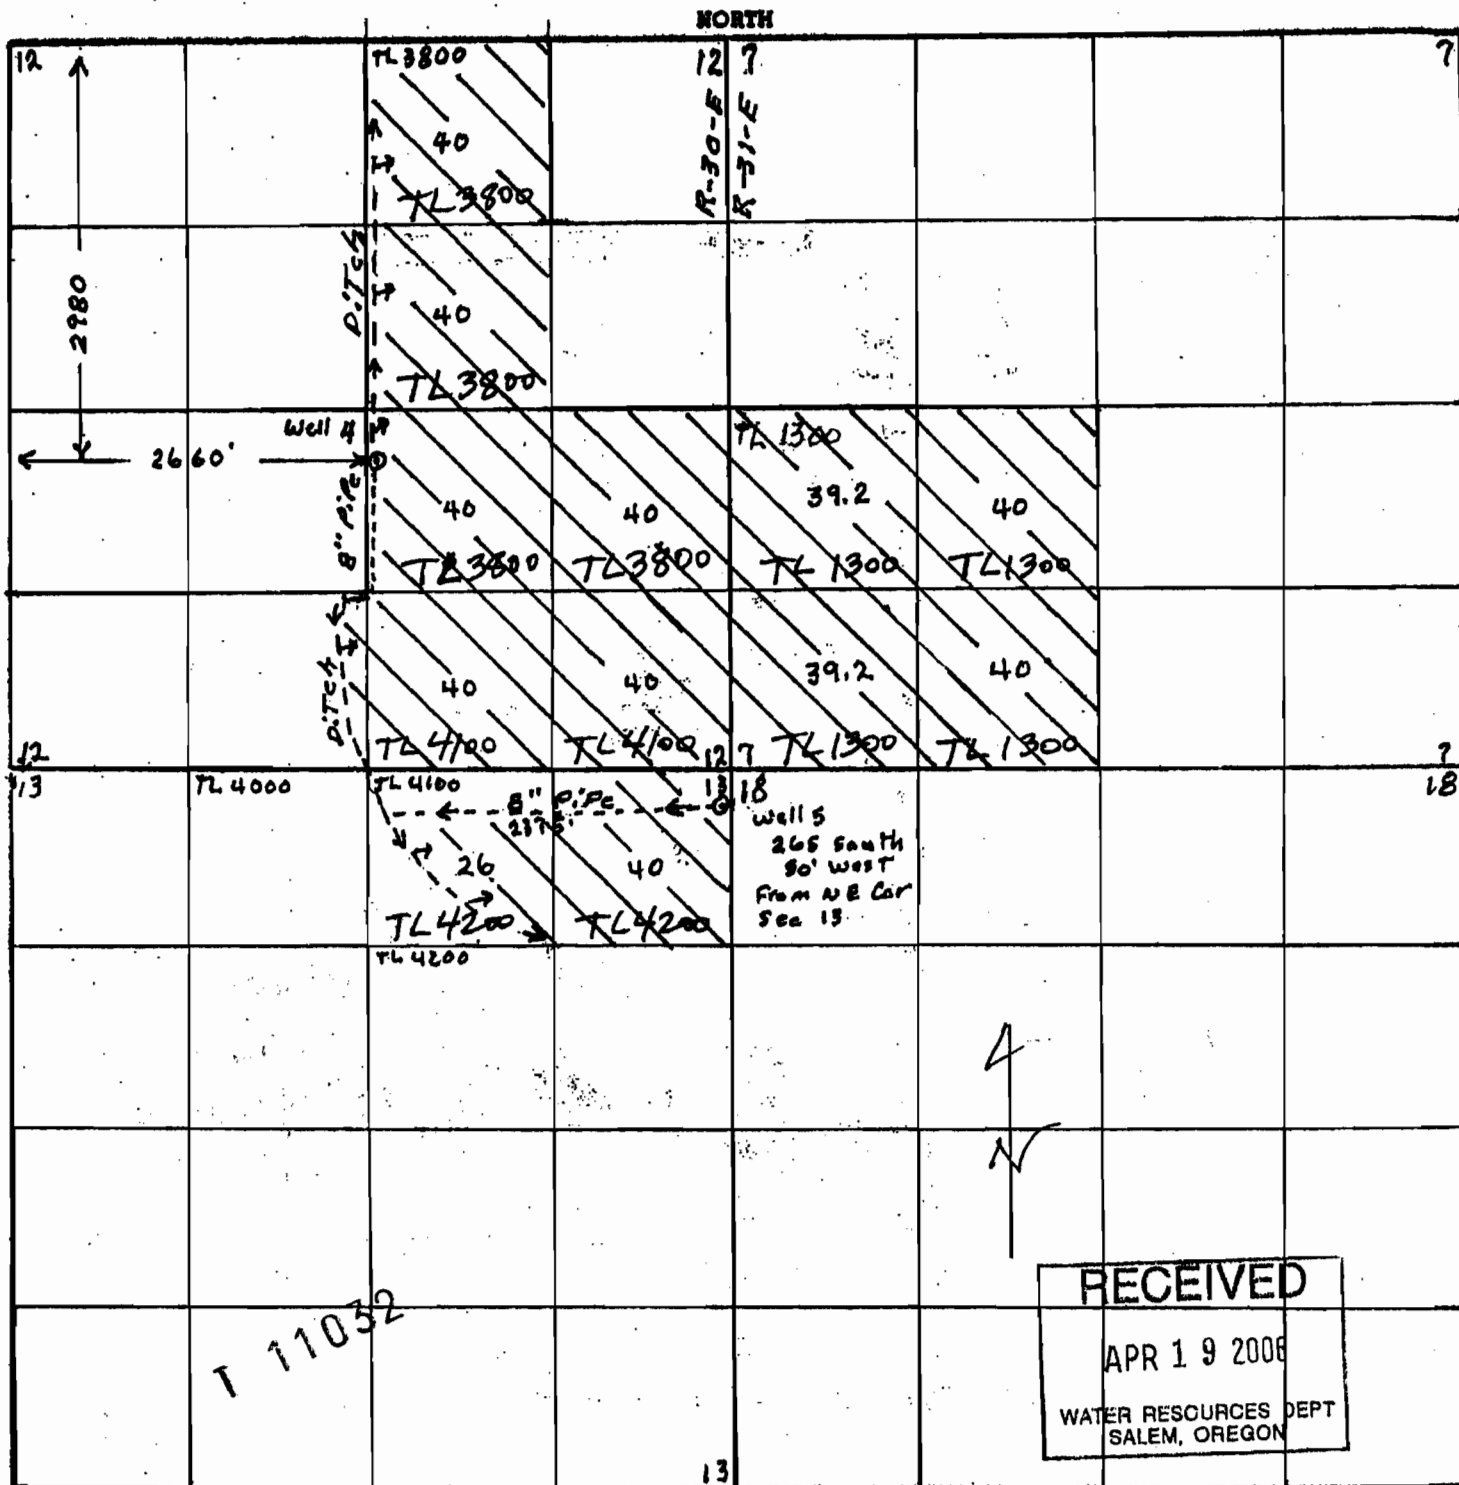 NORTH
12
TL 3800
12 7
7
R-30-E
R-31-E
40
TL 3800
2980
DiTch
40
TL 3800
Well 4
2660'
8" PiPe
TL 1300
40
40
39.2
40
TL 3800
TL 3800
TL 1300
TL 1300
DiTch
40
40
39.2
40
TL 4100
TL 4100
TL 1300
TL 1300
12
12 7
7
13
TL 4000
TL 4100
13 18
18
8" PiPe
2375'
Well 5
265 South
50' WesT
From NE Cor
Sec 13
26
40
TL 4200
TL 4200
TL 4200
N
T 11032
RECEIVED
APR 19 2006
WATER RESOURCES DEPT
SALEM, OREGON
13